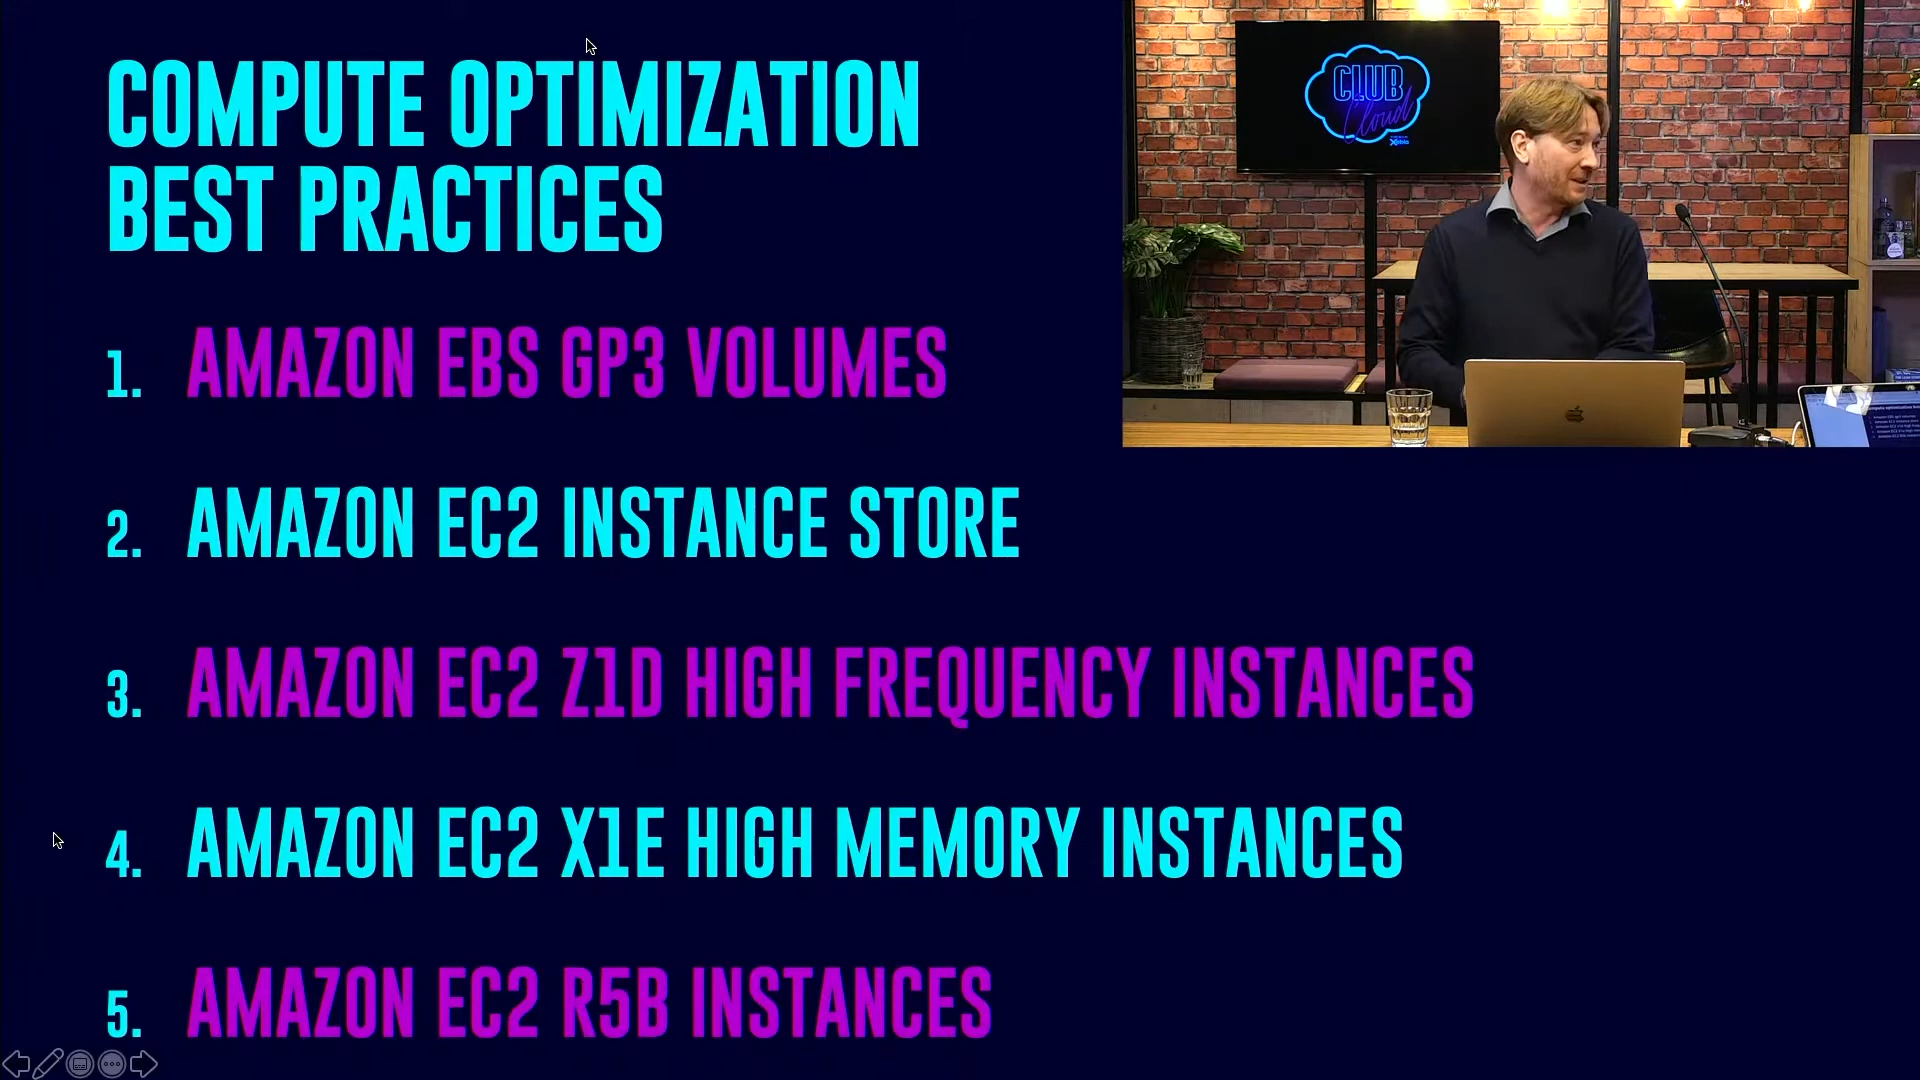 COMPUTE OPTIMIZATION
BEST PRACTICES
1. AMAZON EBS GP3 VOLUMES
2. AMAZON EC2 INSTANCE STORE
3. AMAZON EC2 Z1D HIGH FREQUENCY INSTANCES
4. AMAZON EC2 X1E HIGH MEMORY INSTANCES
5. AMAZON EC2 R5B INSTANCES
CLUB
Cloud
Xebia